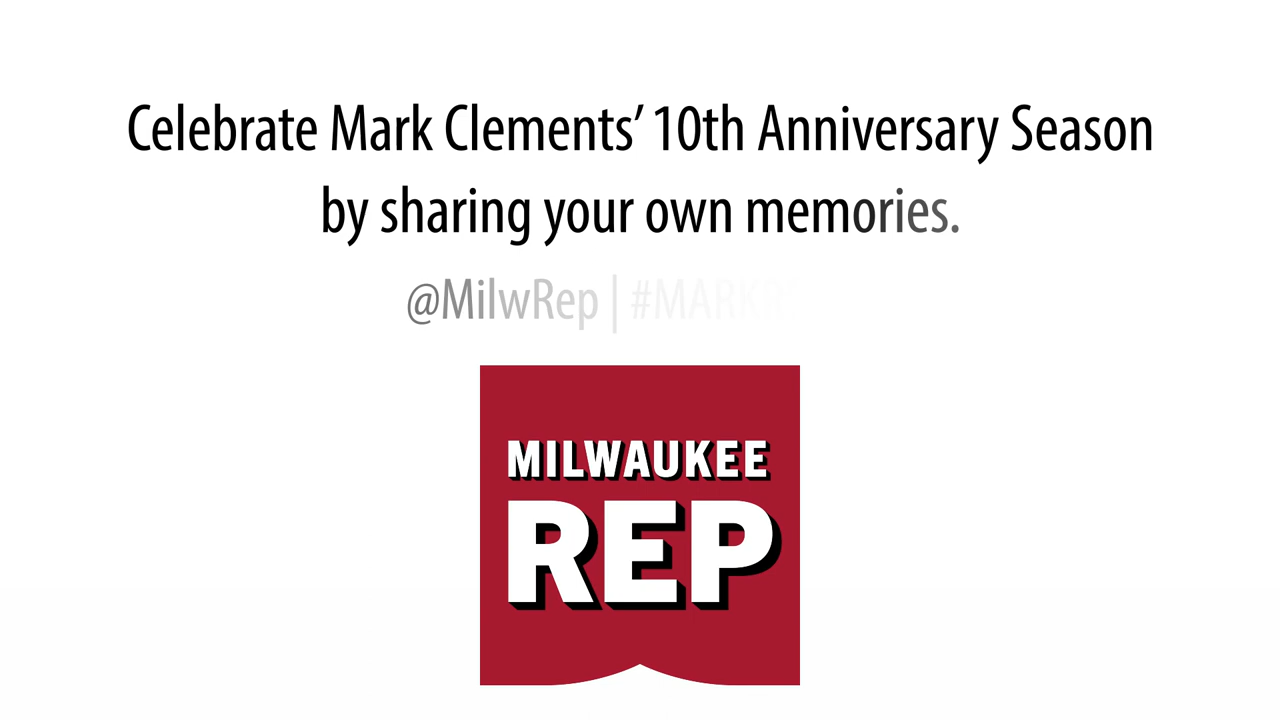 Celebrate Mark Clements’ 10th Anniversary Season
by sharing your own memories.
@MilwRep |
MILWAUKEE
REP